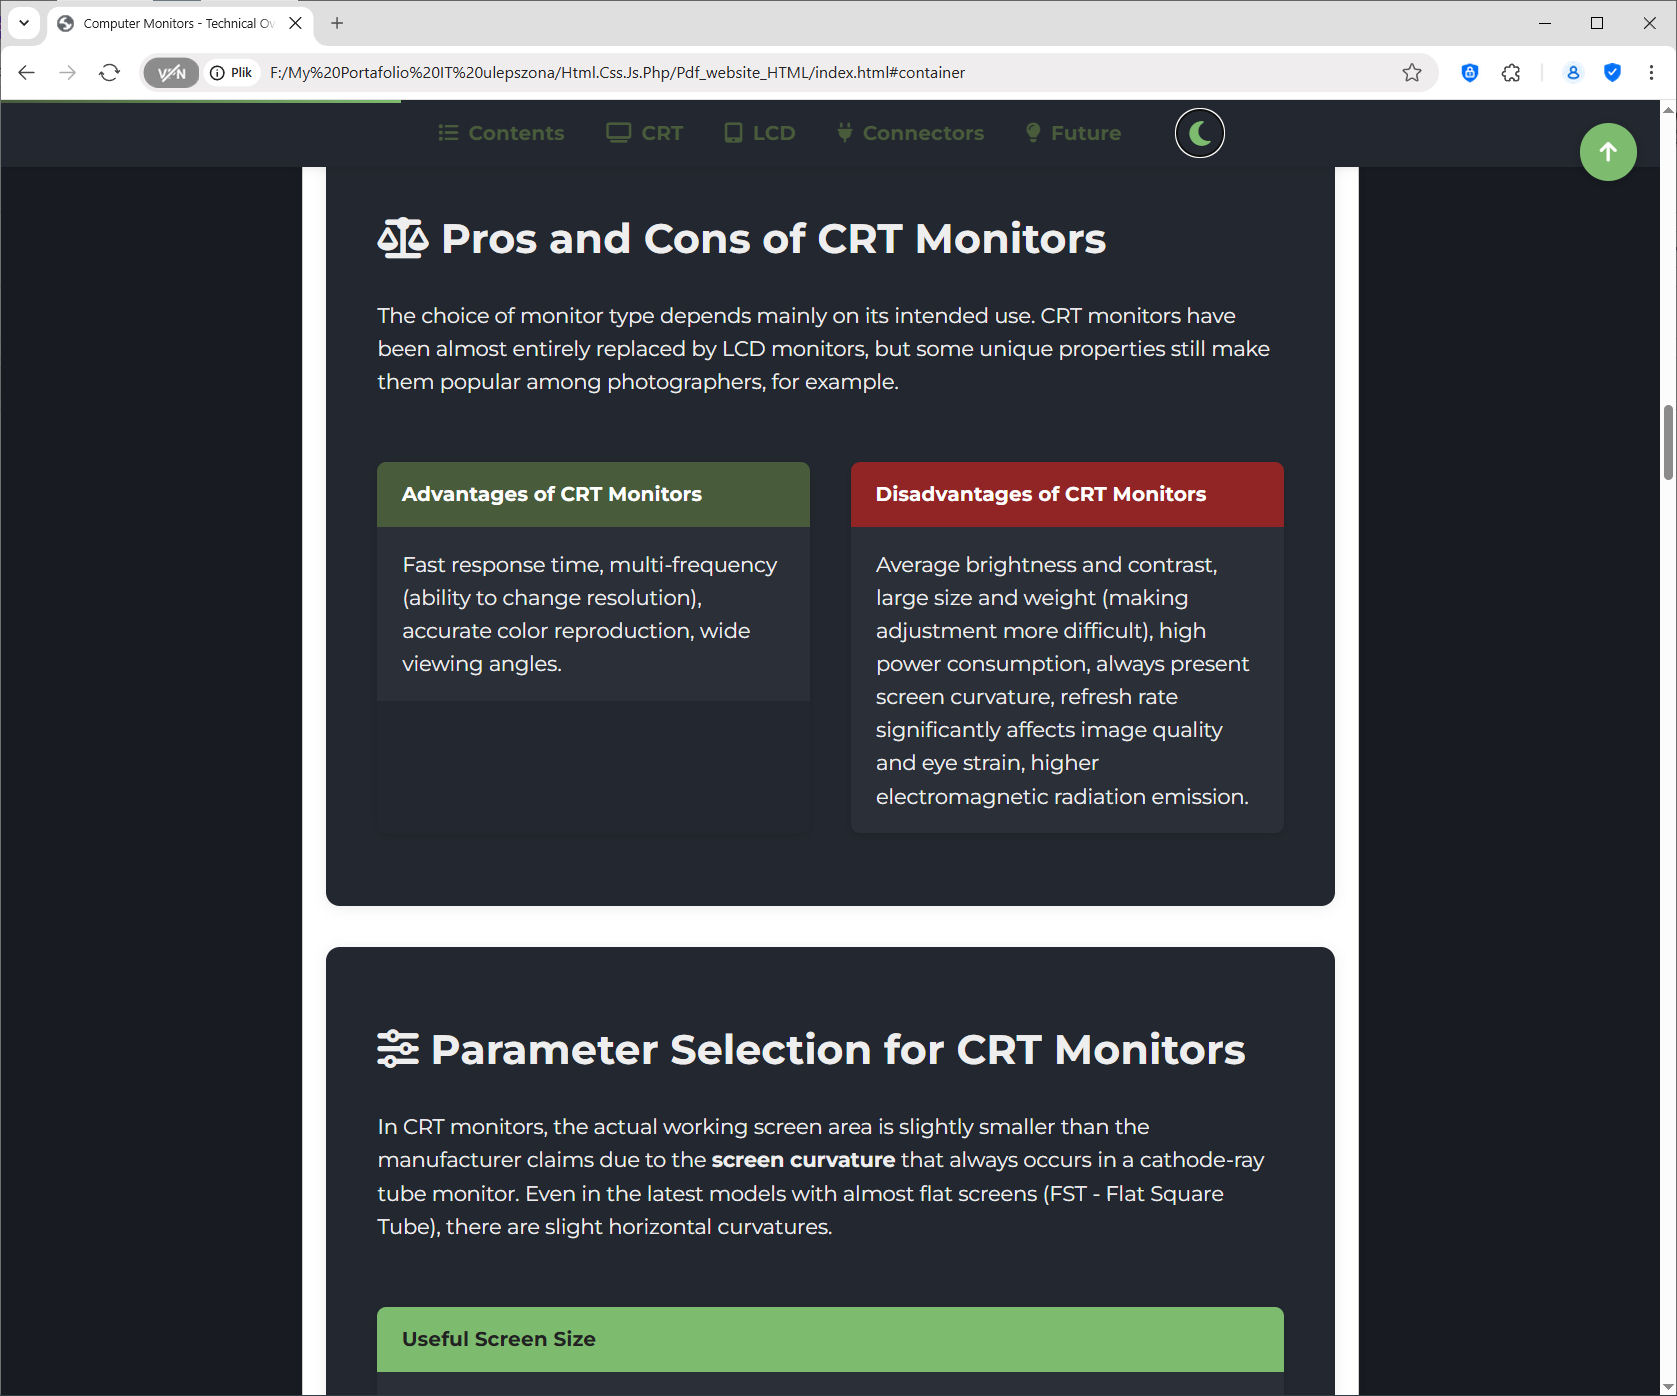 Computer Monitors - Technical Ov
VPN
Plik
F:/My%20Portafolio%20IT%20ulepszona/Html.Css.Js.Php/Pdf_website_HTML/index.html#container
Contents
CRT
LCD
Connectors
Future
Pros and Cons of CRT Monitors
The choice of monitor type depends mainly on its intended use. CRT monitors have
been almost entirely replaced by LCD monitors, but some unique properties still make
them popular among photographers, for example.
Advantages of CRT Monitors
Fast response time, multi-frequency
(ability to change resolution),
accurate color reproduction, wide
viewing angles.
Disadvantages of CRT Monitors
Average brightness and contrast,
large size and weight (making
adjustment more difficult), high
power consumption, always present
screen curvature, refresh rate
significantly affects image quality
and eye strain, higher
electromagnetic radiation emission.
Parameter Selection for CRT Monitors
In CRT monitors, the actual working screen area is slightly smaller than the
manufacturer claims due to the screen curvature that always occurs in a cathode-ray
tube monitor. Even in the latest models with almost flat screens (FST - Flat Square
Tube), there are slight horizontal curvatures.
Useful Screen Size